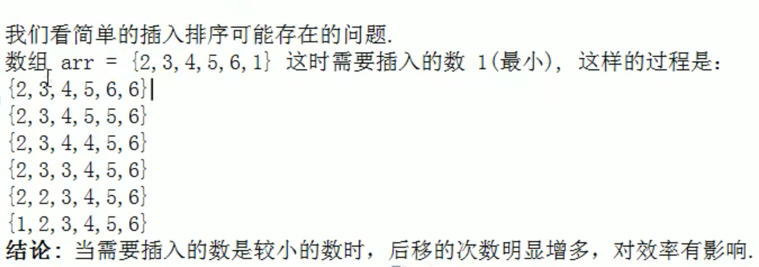 我们看简单的插入排序可能存在的问题.
数组 arr = {2,3,4,5,6,1} 这时需要插入的数 1(最小), 这样的过程是:
{2,3,4,5,6,6}
{2,3,4,5,5,6}
{2,3,4,4,5,6}
{2,3,3,4,5,6}
{2,2,3,4,5,6}
{1,2,3,4,5,6}
结论: 当需要插入的数是较小的数时，后移的次数明显增多，对效率有影响.